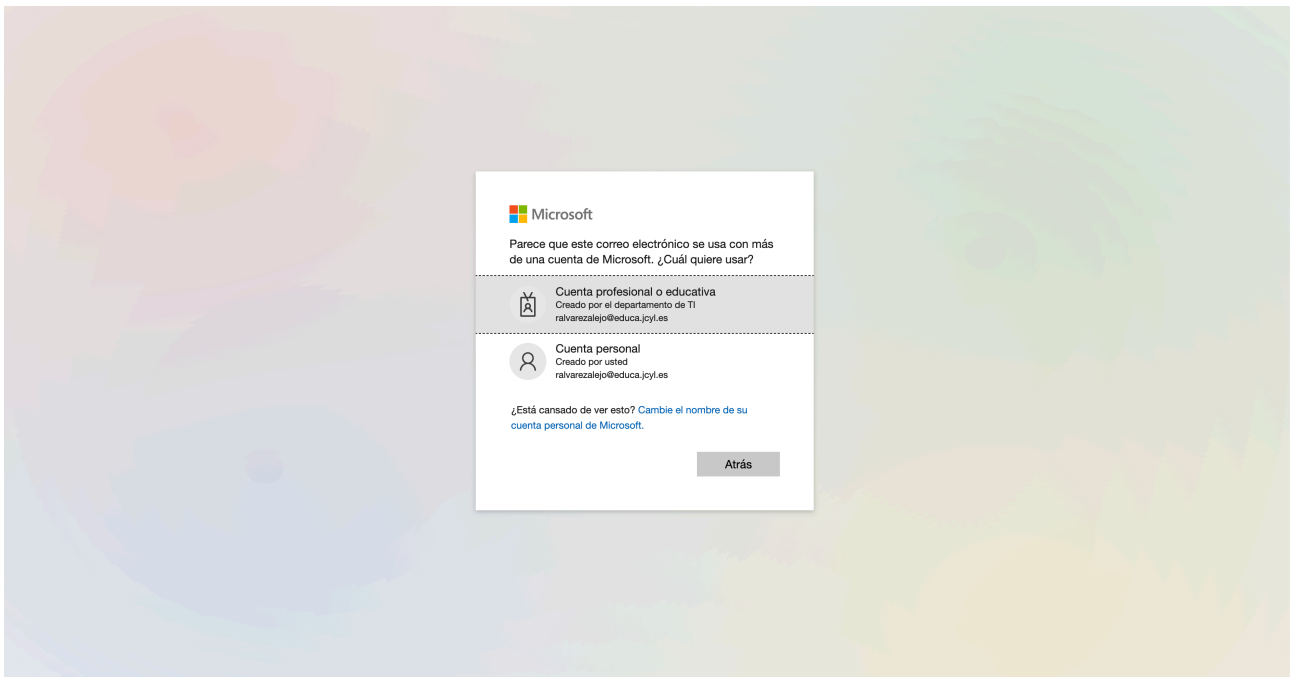 Microsoft
Parece que este correo electrónico se usa con más
de una cuenta de Microsoft. ¿Cuál quiere usar?
Cuenta profesional o educativa
Creado por el departamento de TI
ralvarezalejo@educa.jcyl.es
Cuenta personal
Creado por usted
ralvarezalejo@educa.jcyl.es
¿Está cansado de ver esto? Cambie el nombre de su
cuenta personal de Microsoft.
Atrás